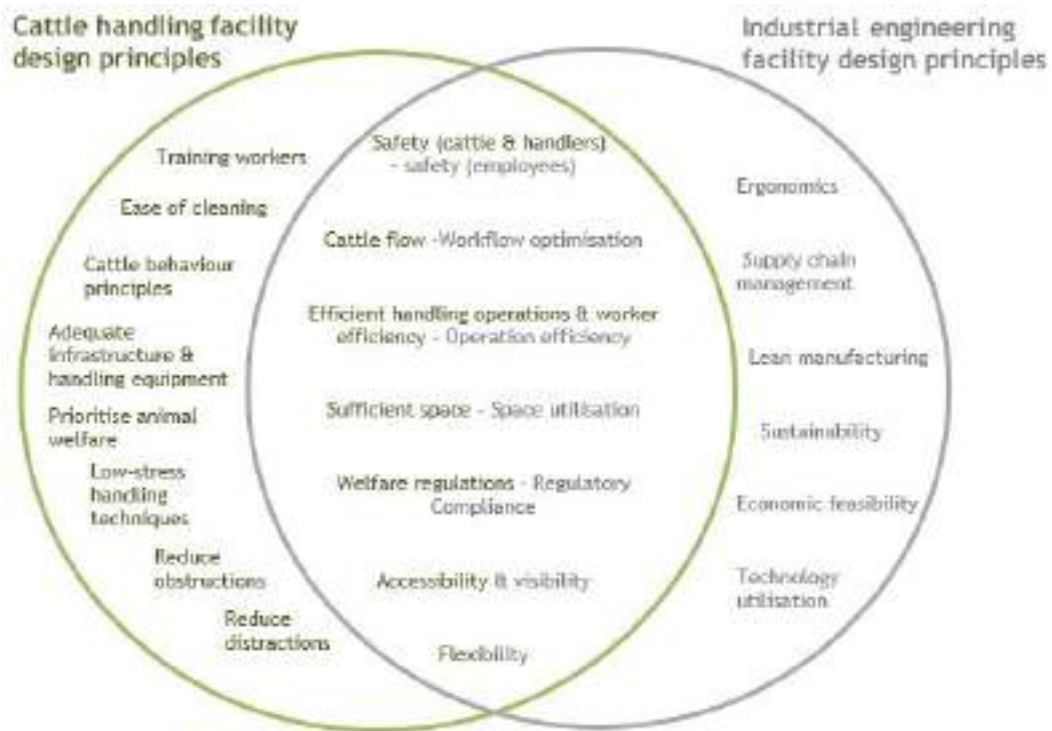 Cattle handling facility
design principles
Industrial engineering
facility design principles
Training workers
Ease of cleaning
Cattle behaviour
principles
Adequate
infrastructure &
handling equipment
Prioritise animal
welfare
Low-stress
handling
techniques
Reduce
obstructions
Reduce
distractions
Safety (cattle & handlers)
- safety (employees)
Cattle flow -Workflow optimisation
Efficient handling operations & worker
efficiency - Operation efficiency
Sufficient space - Space utilisation
Welfare regulations - Regulatory
Compliance
Accessibility & visibility
Flexibility
Ergonomics
Supply chain
management
Lean manufacturing
Sustainability
Economic feasibility
Technology
utilisation